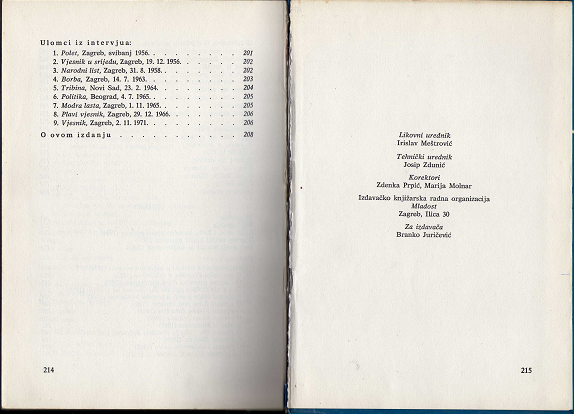 Ulomci iz intervjua:
1. Polet, Zagreb, svibanj 1956. . . . . . . . . . 201
2. Vjesnik u srijedu, Zagreb, 19. 12. 1956. . . . . . . 202
3. Narodni list, Zagreb, 31. 8. 1958. . . . . . . . . 202
4. Borba, Zagreb, 14. 7. 1963. . . . . . . . . . 203
5. Tribina, Novi Sad, 23. 2. 1964. . . . . . . . . 204
6. Politika, Beograd, 4. 7. 1965. . . . . . . . . . 205
7. Modra lasta, Zagreb, 1. 11. 1965. . . . . . . . . 205
8. Plavi vjesnik, Zagreb, 29. 12. 1966. . . . . . . . 206
9. Vjesnik, Zagreb, 2. 11. 1971. . . . . . . . . . 206
O ovom izdanju . . . . . . . . . . . 208
214
Likovni urednik
Irislav Meštrović
Tehnički urednik
Josip Zdunić
Korektori
Zdenka Prpić, Marija Molnar
Izdavačko knjižarska radna organizacija
Mladost
Zagreb, Ilica 30
Za izdavača
Branko Juričević
215